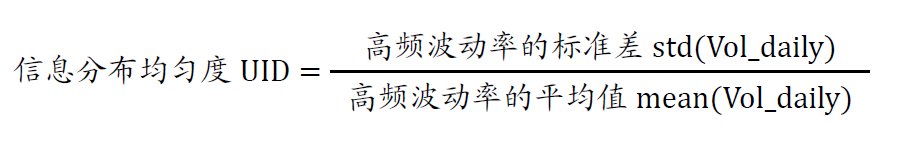 高频波动率的标准差 std(Vol_daily)
信息分布均匀度 UID =
高频波动率的平均值 mean(Vol_daily)